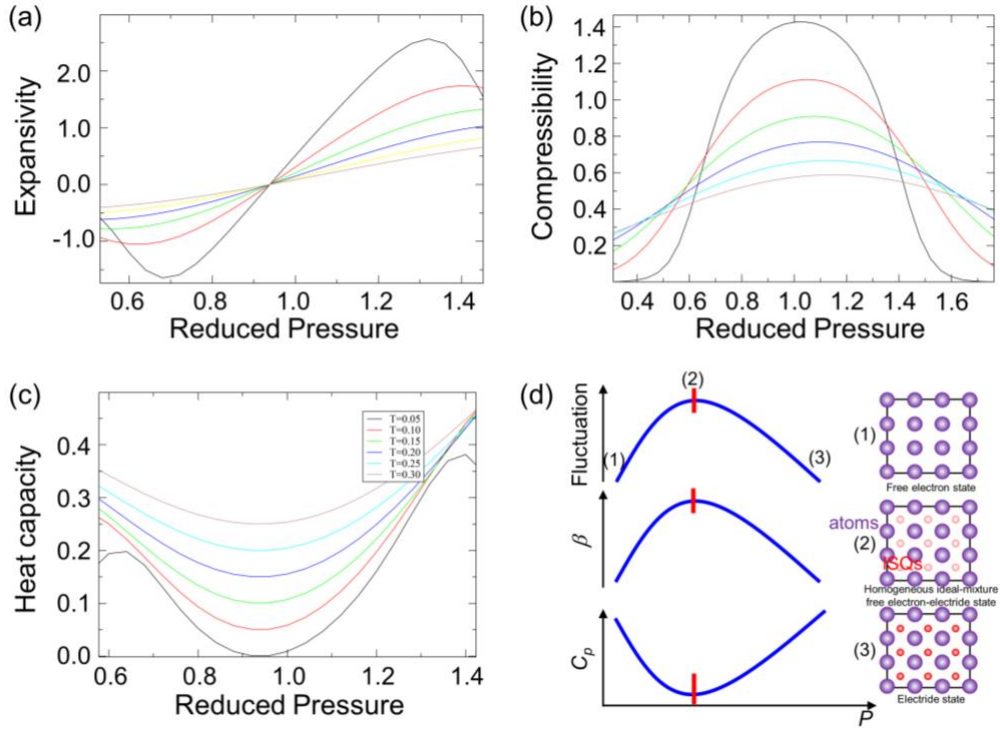 (a)
Expansivity
2.0
1.0
0.0
-1.0
0.6 0.8 1.0 1.2 1.4
Reduced Pressure
(b)
Compressibility
1.4
1.2
1.0
0.8
0.6
0.4
0.2
0.4 0.6 0.8 1.0 1.2 1.4 1.6
Reduced Pressure
(c)
Heat capacity
0.4
0.3
0.2
0.1
0.0
T=0.05
T=0.10
T=0.15
T=0.20
T=0.25
T=0.30
0.6 0.8 1.0 1.2 1.4
Reduced Pressure
(d)
Fluctuation
(1)
(2)
(3)
β
Cp
P
(1)
Free electron state
atoms
(2)
ISQs
Homogeneous ideal-mixture
free electron-electride state
(3)
Electride state